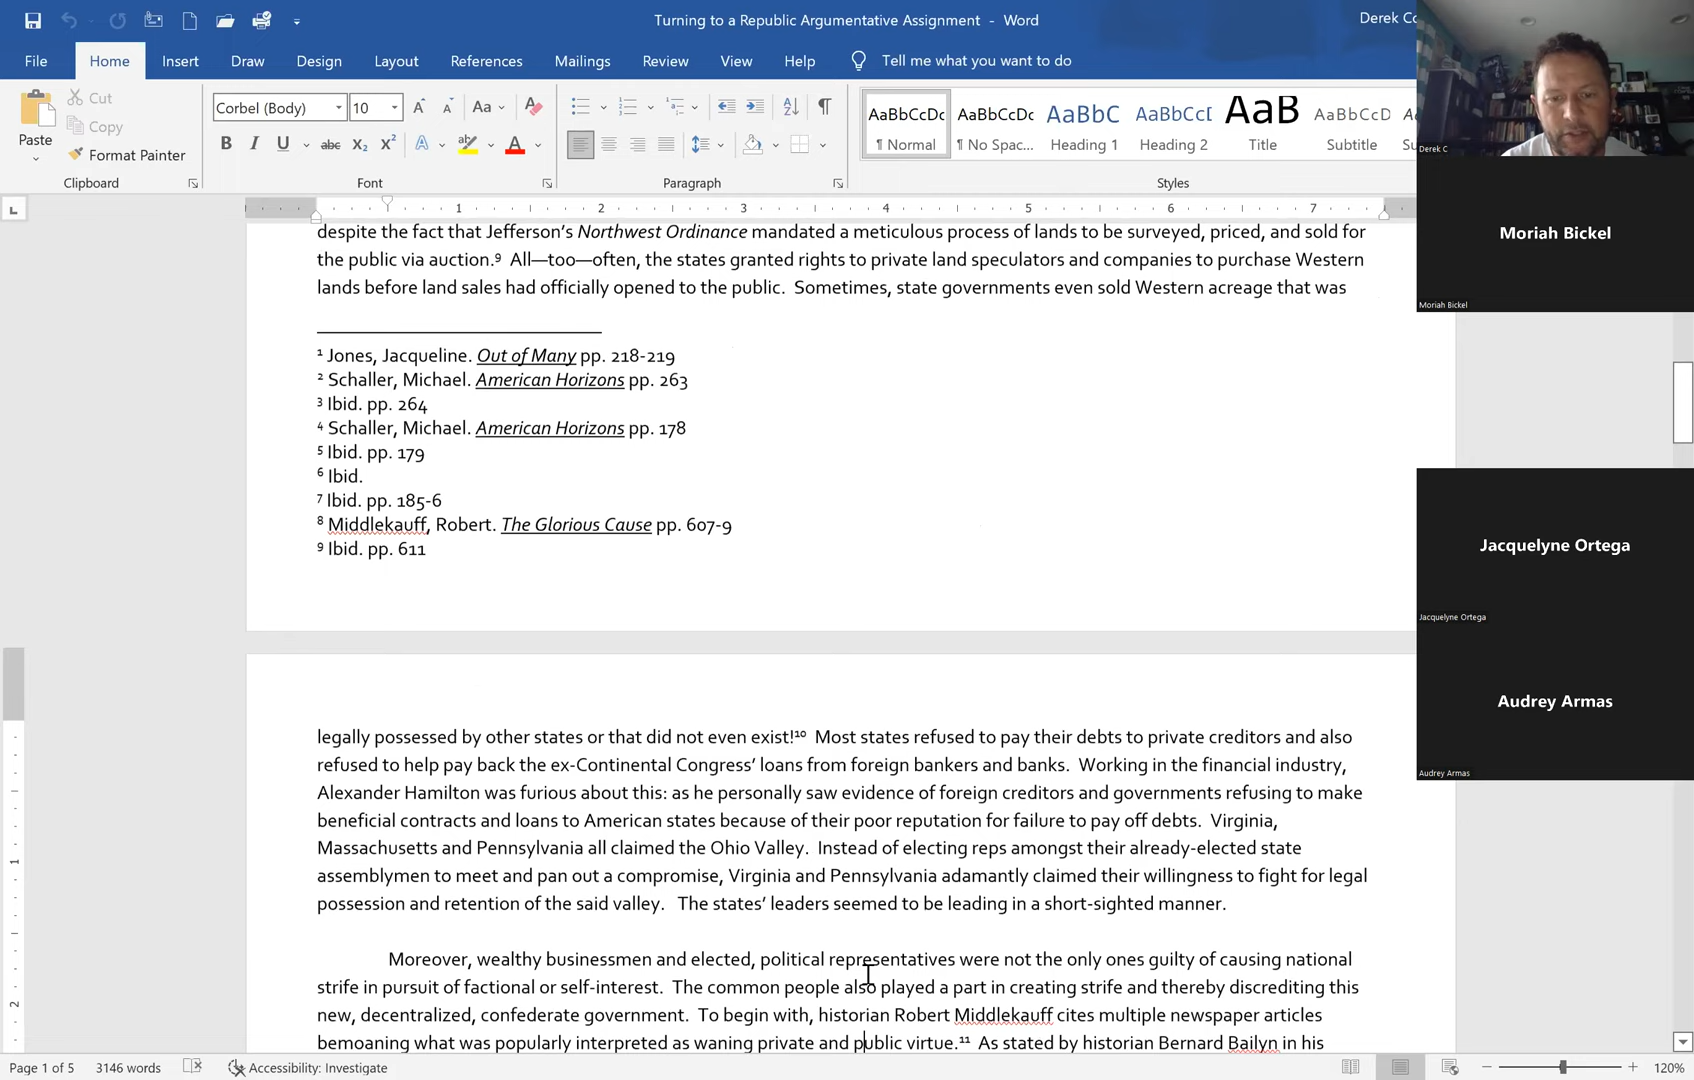 Turning to a Republic Argumentative Assignment - Word
Derek Co
File Home Insert Draw Design Layout References Mailings Review View Help Tell me what you want to do
Paste
Cut
Copy
Format Painter
Clipboard
Corbel (Body) 10
Aa
B I U abc X₂ X² A A
Font
Paragraph
AaBbCcDc AaBbCcDc AaBbC AaBbCcI AaB AaBbCcD
¶ Normal ¶ No Spac... Heading 1 Heading 2 Title Subtitle
Styles
Derek C
Moriah Bickel
Moriah Bickel
Jacquelyne Ortega
Jacquelyne Ortega
Audrey Armas
Audrey Armas
1 2 3 4 5 6 7
despite the fact that Jefferson’s Northwest Ordinance mandated a meticulous process of lands to be surveyed, priced, and sold for
the public via auction.⁹ All—too—often, the states granted rights to private land speculators and companies to purchase Western
lands before land sales had officially opened to the public. Sometimes, state governments even sold Western acreage that was
¹ Jones, Jacqueline. Out of Many pp. 218-219
² Schaller, Michael. American Horizons pp. 263
³ Ibid. pp. 264
⁴ Schaller, Michael. American Horizons pp. 178
⁵ Ibid. pp. 179
⁶ Ibid.
⁷ Ibid. pp. 185-6
⁸ Middlekauff, Robert. The Glorious Cause pp. 607-9
⁹ Ibid. pp. 611
legally possessed by other states or that did not even exist!¹⁰ Most states refused to pay their debts to private creditors and also
refused to help pay back the ex-Continental Congress’ loans from foreign bankers and banks. Working in the financial industry,
Alexander Hamilton was furious about this: as he personally saw evidence of foreign creditors and governments refusing to make
beneficial contracts and loans to American states because of their poor reputation for failure to pay off debts. Virginia,
Massachusetts and Pennsylvania all claimed the Ohio Valley. Instead of electing reps amongst their already-elected state
assemblymen to meet and pan out a compromise, Virginia and Pennsylvania adamantly claimed their willingness to fight for legal
possession and retention of the said valley. The states’ leaders seemed to be leading in a short-sighted manner.
Moreover, wealthy businessmen and elected, political representatives were not the only ones guilty of causing national
strife in pursuit of factional or self-interest. The common people also played a part in creating strife and thereby discrediting this
new, decentralized, confederate government. To begin with, historian Robert Middlekauff cites multiple newspaper articles
bemoaning what was popularly interpreted as waning private and public virtue.¹¹ As stated by historian Bernard Bailyn in his
1
2
Page 1 of 5 3146 words Accessibility: Investigate 120%